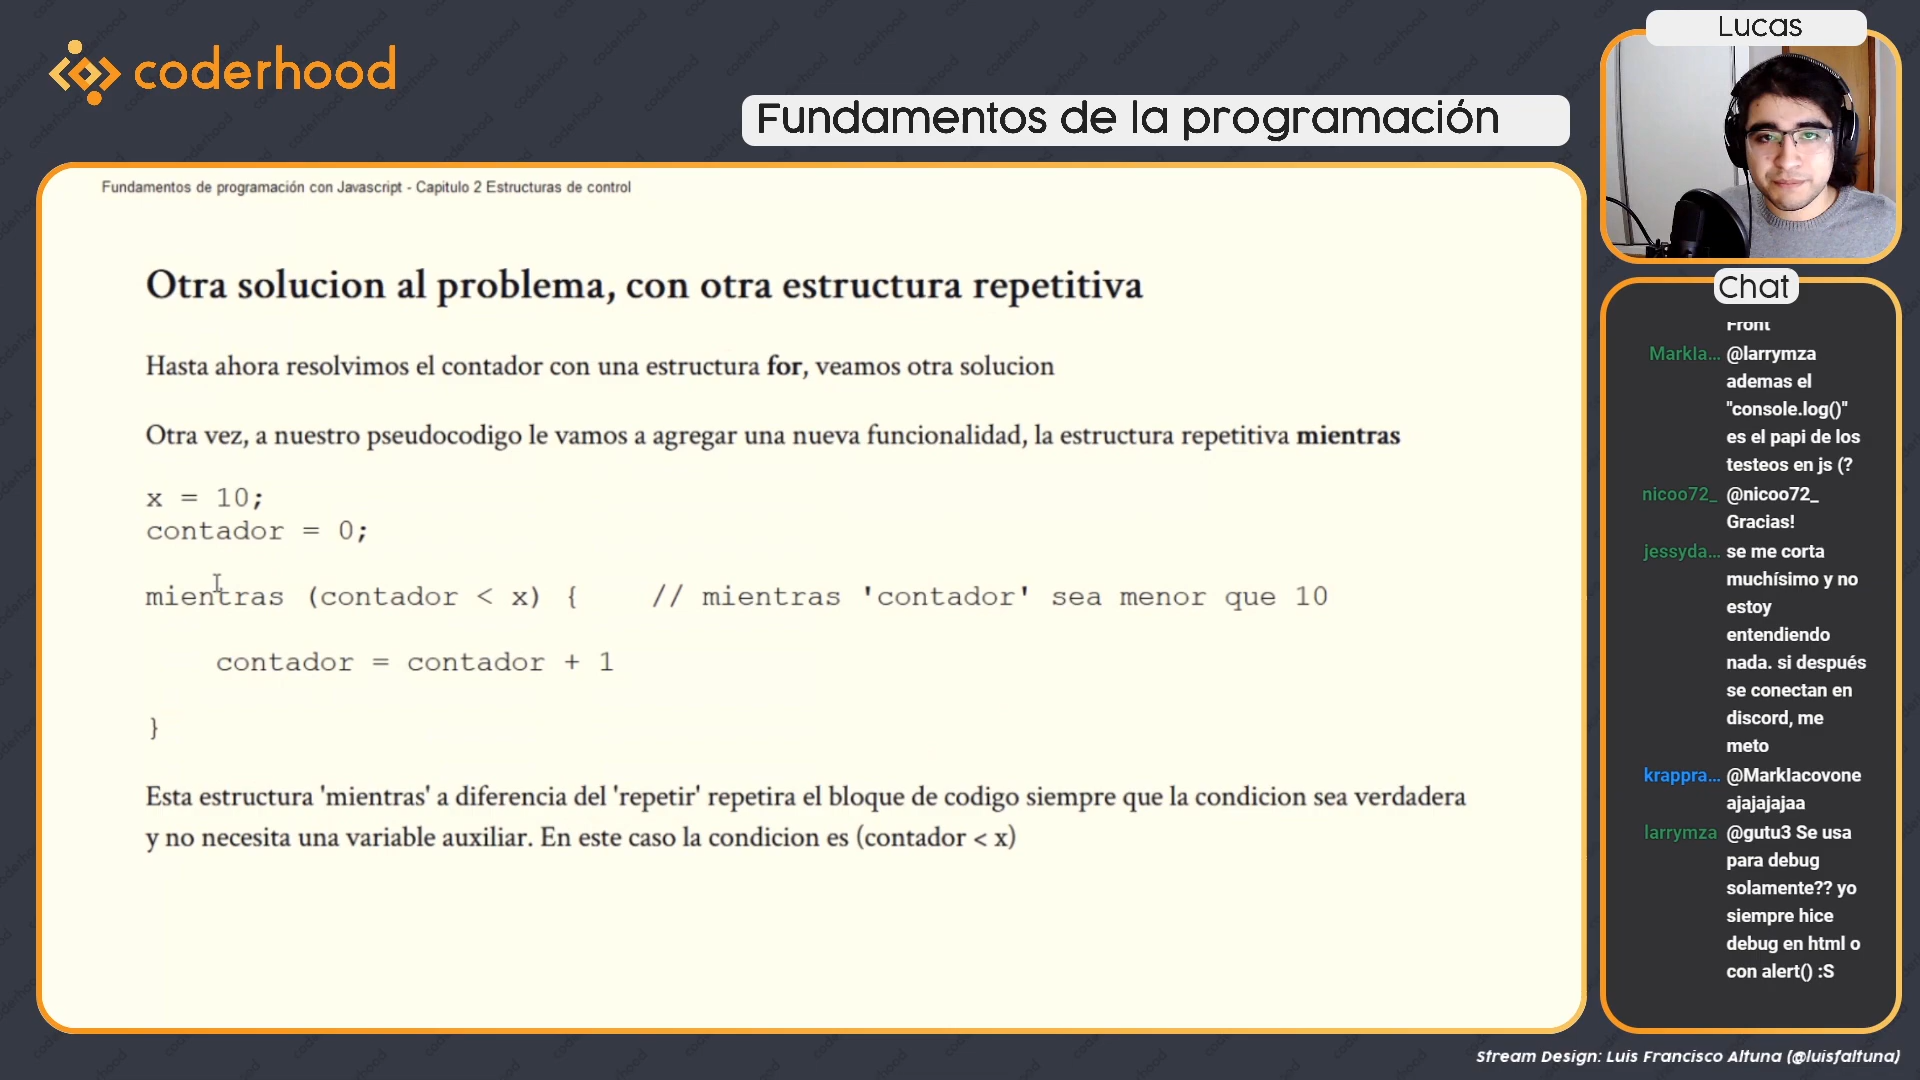 coderhood
Fundamentos de la programación
Lucas
Fundamentos de programación con Javascript - Capitulo 2 Estructuras de control
Otra solucion al problema, con otra estructura repetitiva
Hasta ahora resolvimos el contador con una estructura for, veamos otra solucion
Otra vez, a nuestro pseudocodigo le vamos a agregar una nueva funcionalidad, la estructura repetitiva mientras
x = 10;
contador = 0;
mientras (contador < x) {    // mientras 'contador' sea menor que 10
contador = contador + 1
}
Esta estructura 'mientras' a diferencia del 'repetir' repetira el bloque de codigo siempre que la condicion sea verdadera
y no necesita una variable auxiliar. En este caso la condicion es (contador < x)
Chat
Front
Markla... @larrymza
ademas el
"console.log()"
es el papi de los
testeos en js (?
nicoo72_ @nicoo72_
Gracias!
jessyda... se me corta
muchísimo y no
estoy
entendiendo
nada. si después
se conectan en
discord, me
meto
krappra... @Marklacovone
ajajajajaa
larrymza @gutu3 Se usa
para debug
solamente?? yo
siempre hice
debug en html o
con alert() :S
Stream Design: Luis Francisco Altuna (@luisfaltuna)